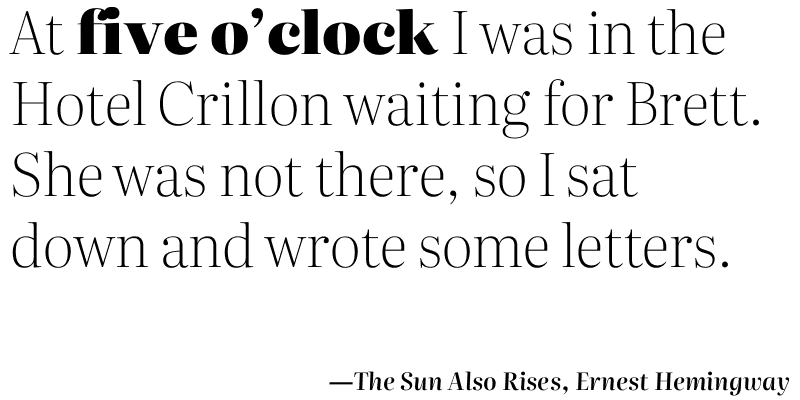 At five o’clock I was in the
Hotel Crillon waiting for Brett.
She was not there, so I sat
down and wrote some letters.
—The Sun Also Rises, Ernest Hemingway